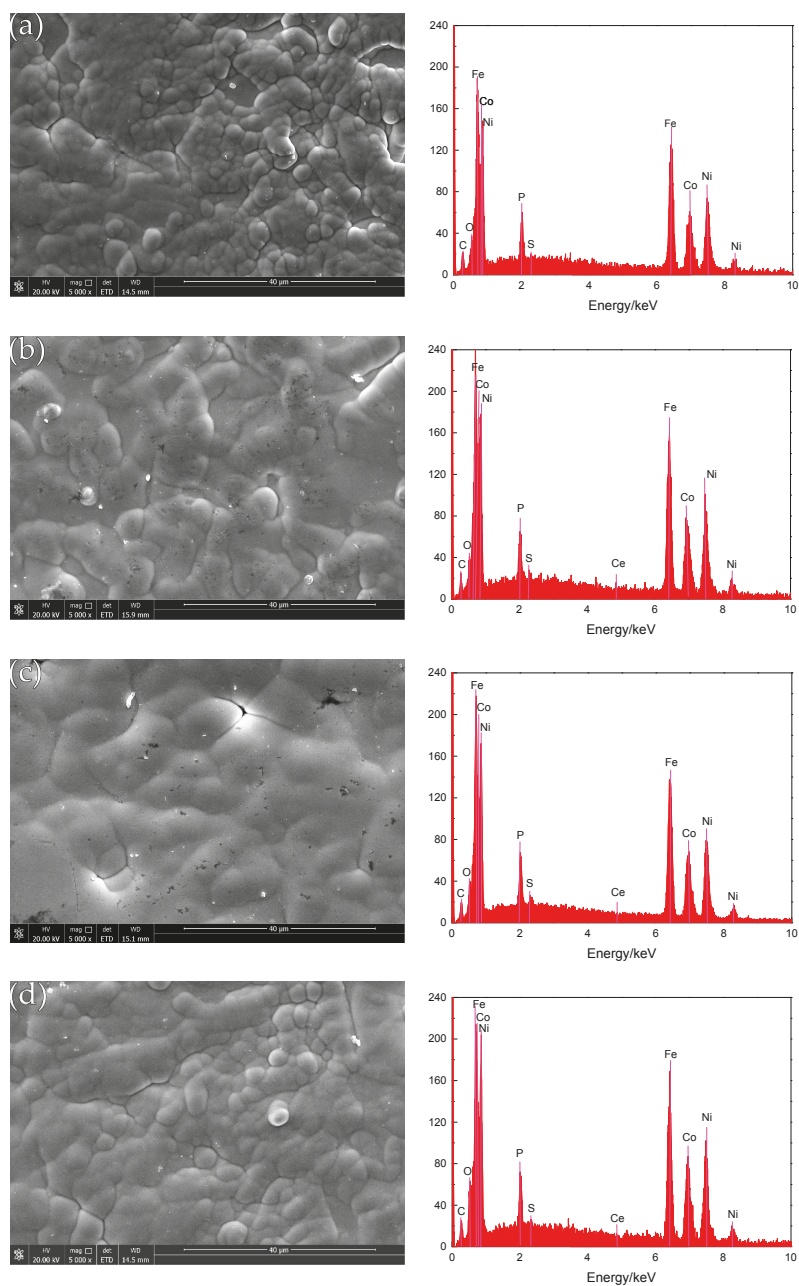 (a)
HV mag □ det WD
20.00 kV 5 000 x ETD 14.5 mm
40 μm
240
200
160
120
80
40
0
0 2 4 6 8 10
Energy/keV
C
O
Fe
Co
Ni
P
S
Fe
Co
Ni
Ni
(b)
HV mag □ det WD
20.00 kV 5 000 x ETD 15.9 mm
40 μm
240
200
160
120
80
40
0
0 2 4 6 8 10
Energy/keV
C
O
Fe
Co
Ni
P
S
Ce
Fe
Co
Ni
Ni
(c)
HV mag □ det WD
20.00 kV 5 000 x ETD 15.1 mm
40 μm
240
200
160
120
80
40
0
0 2 4 6 8 10
Energy/keV
C
O
Fe
Co
Ni
P
S
Ce
Fe
Co
Ni
Ni
(d)
HV mag □ det WD
20.00 kV 5 000 x ETD 14.5 mm
40 μm
240
200
160
120
80
40
0
0 2 4 6 8 10
Energy/keV
C
O
Fe
Co
Ni
P
S
Ce
Fe
Co
Ni
Ni